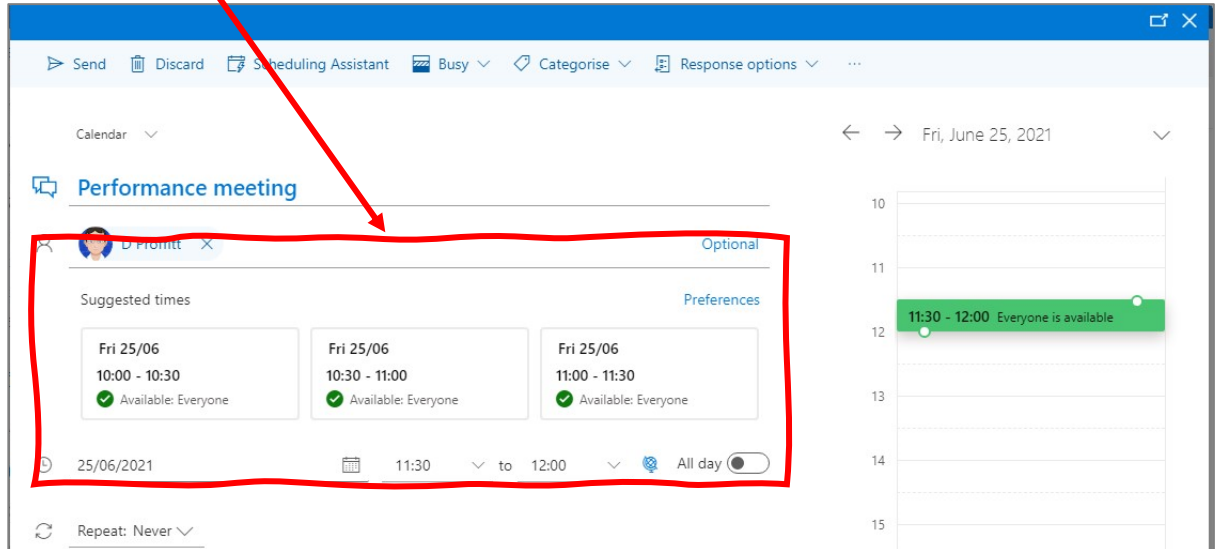 Send Discard Scheduling Assistant Busy Categorise Response options ...
Calendar
Fri, June 25, 2021
Performance meeting
D Proffitt
Optional
Suggested times
Preferences
Fri 25/06
10:00 - 10:30
Available: Everyone
Fri 25/06
10:30 - 11:00
Available: Everyone
Fri 25/06
11:00 - 11:30
Available: Everyone
25/06/2021 11:30 to 12:00 All day
Repeat: Never
10
11
11:30 - 12:00 Everyone is available
12
13
14
15